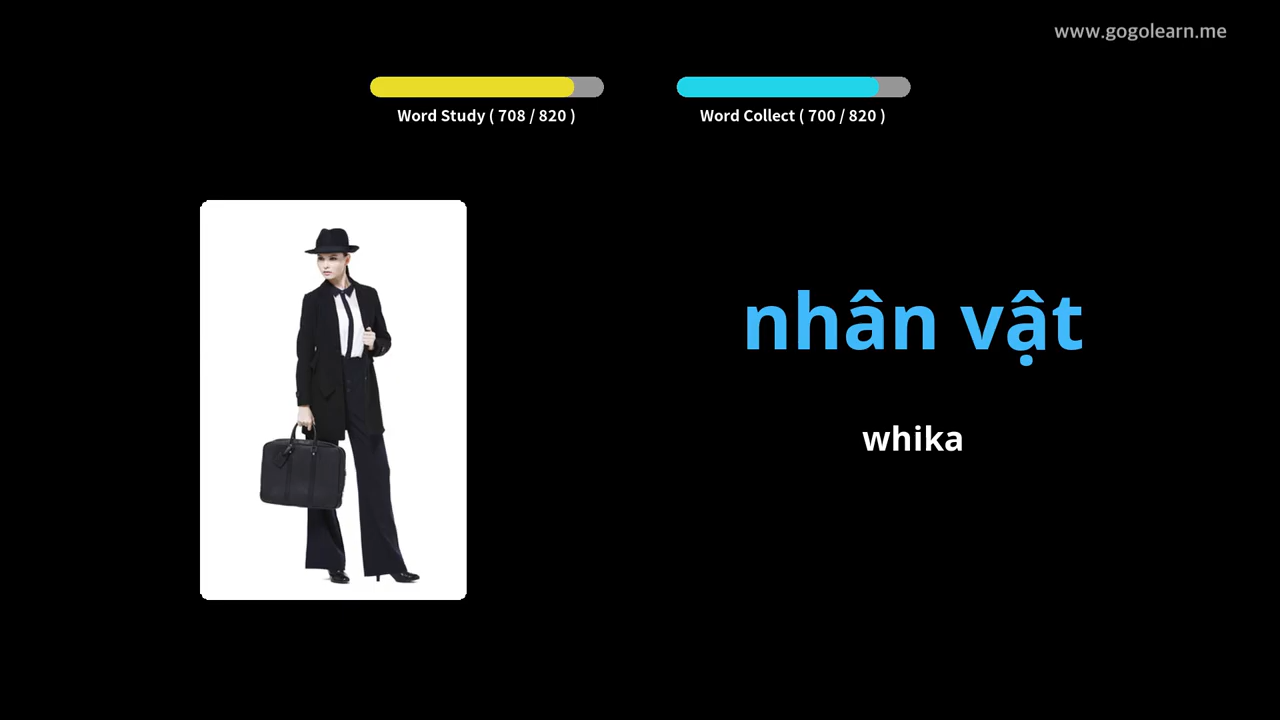 www.gogolearn.me
Word Study ( 708 / 820 )
Word Collect ( 700 / 820 )
nhân vật
whika